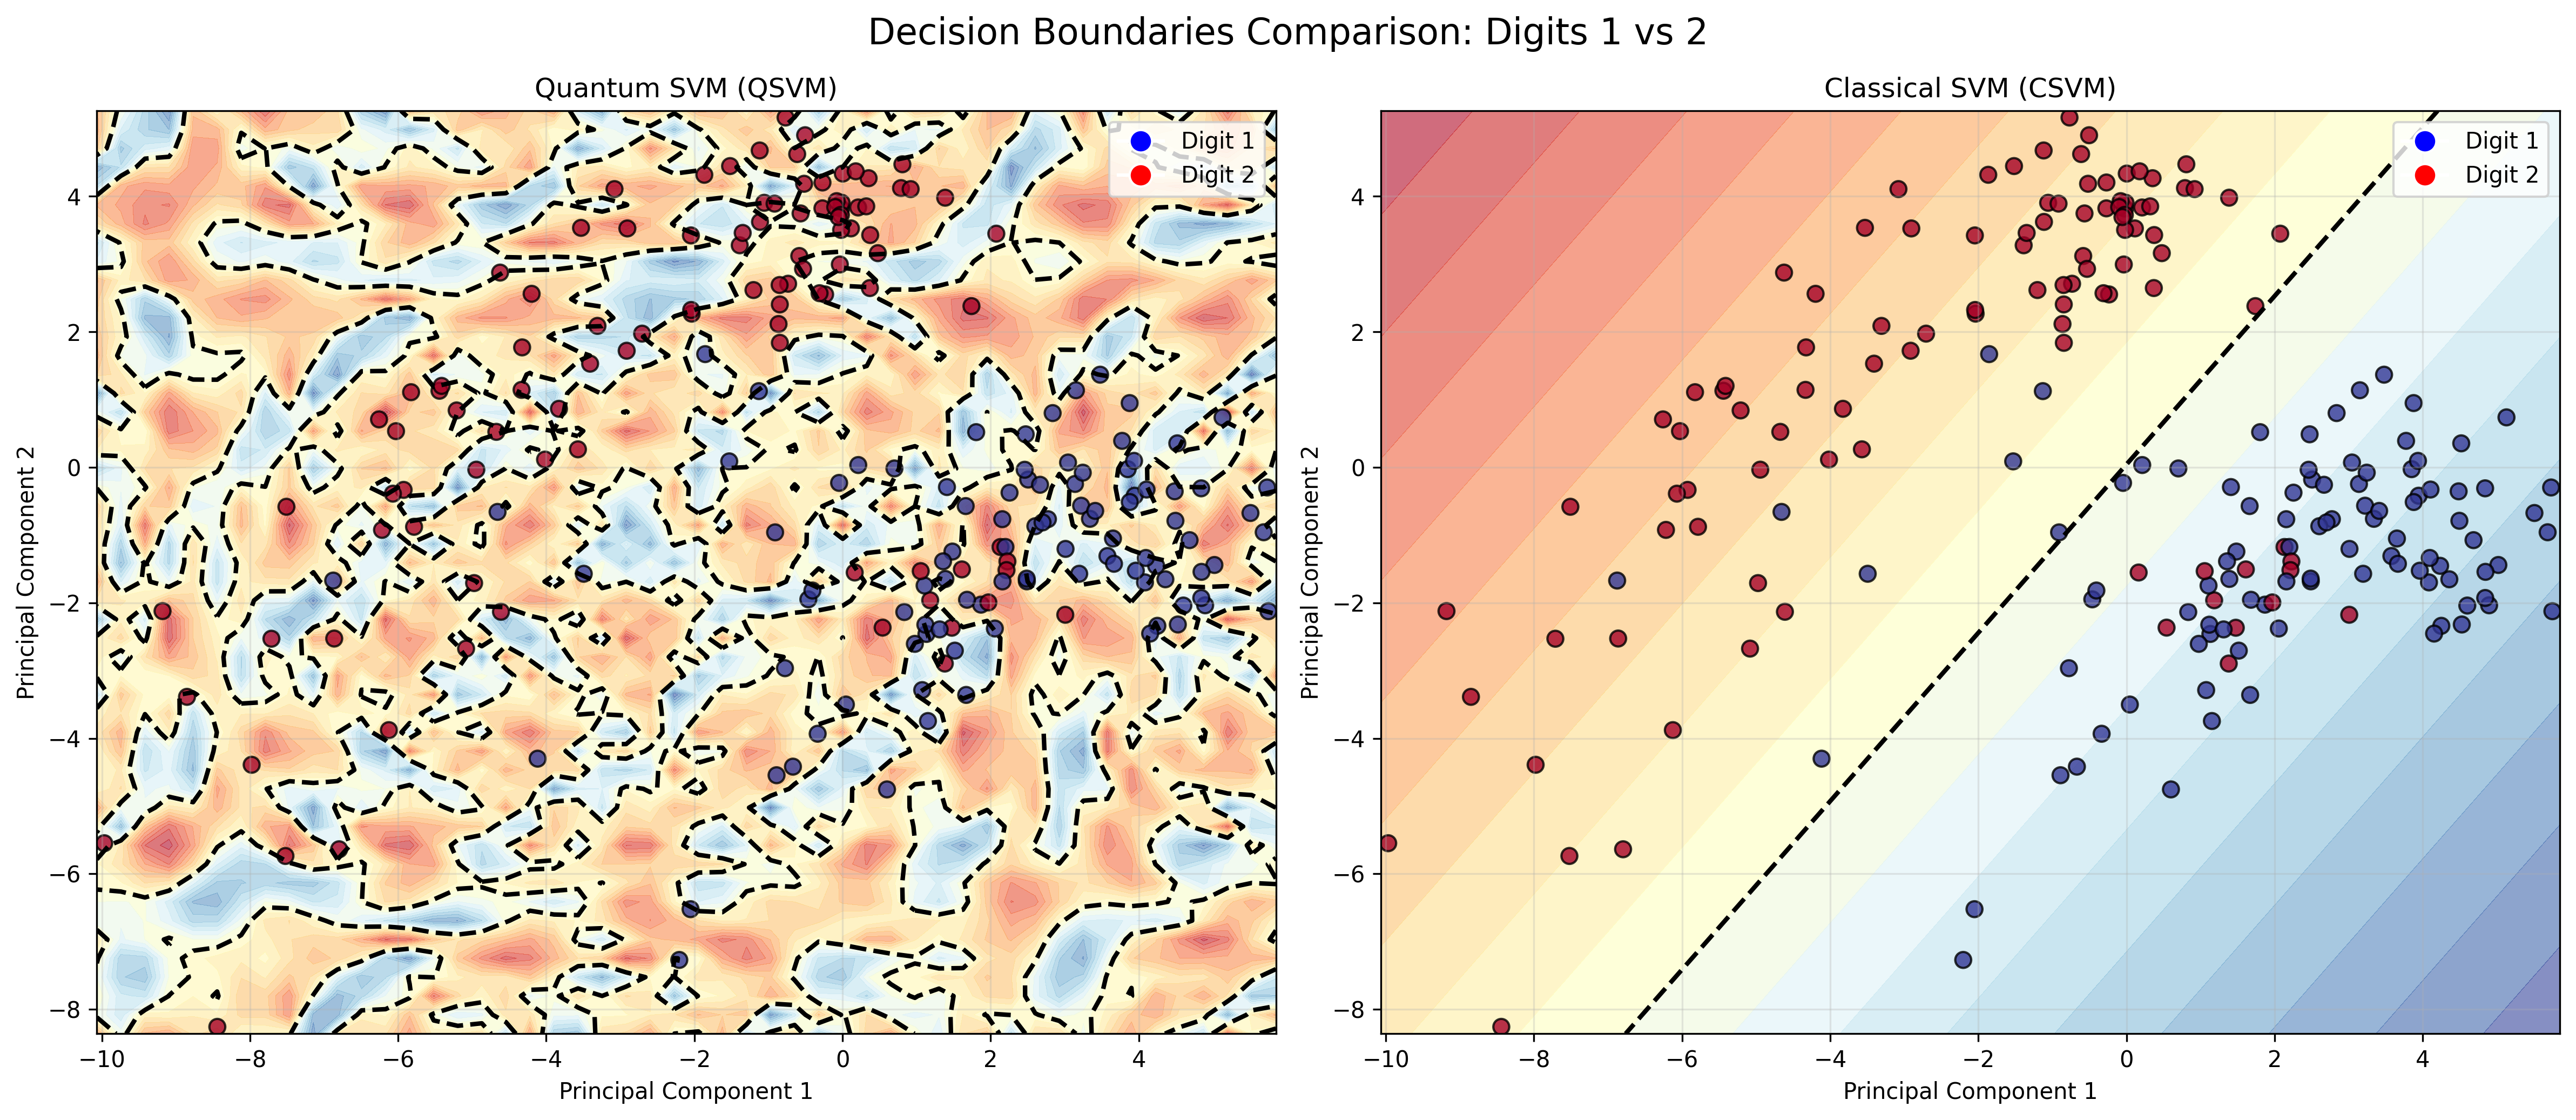 Decision Boundaries Comparison: Digits 1 vs 2
Quantum SVM (QSVM)
Digit 1
Digit 2
4
2
0
−2
−4
−6
−8
Principal Component 2
−10
−8
−6
−4
−2
0
2
4
Principal Component 1
Classical SVM (CSVM)
Digit 1
Digit 2
4
2
0
−2
−4
−6
−8
Principal Component 2
−10
−8
−6
−4
−2
0
2
4
Principal Component 1